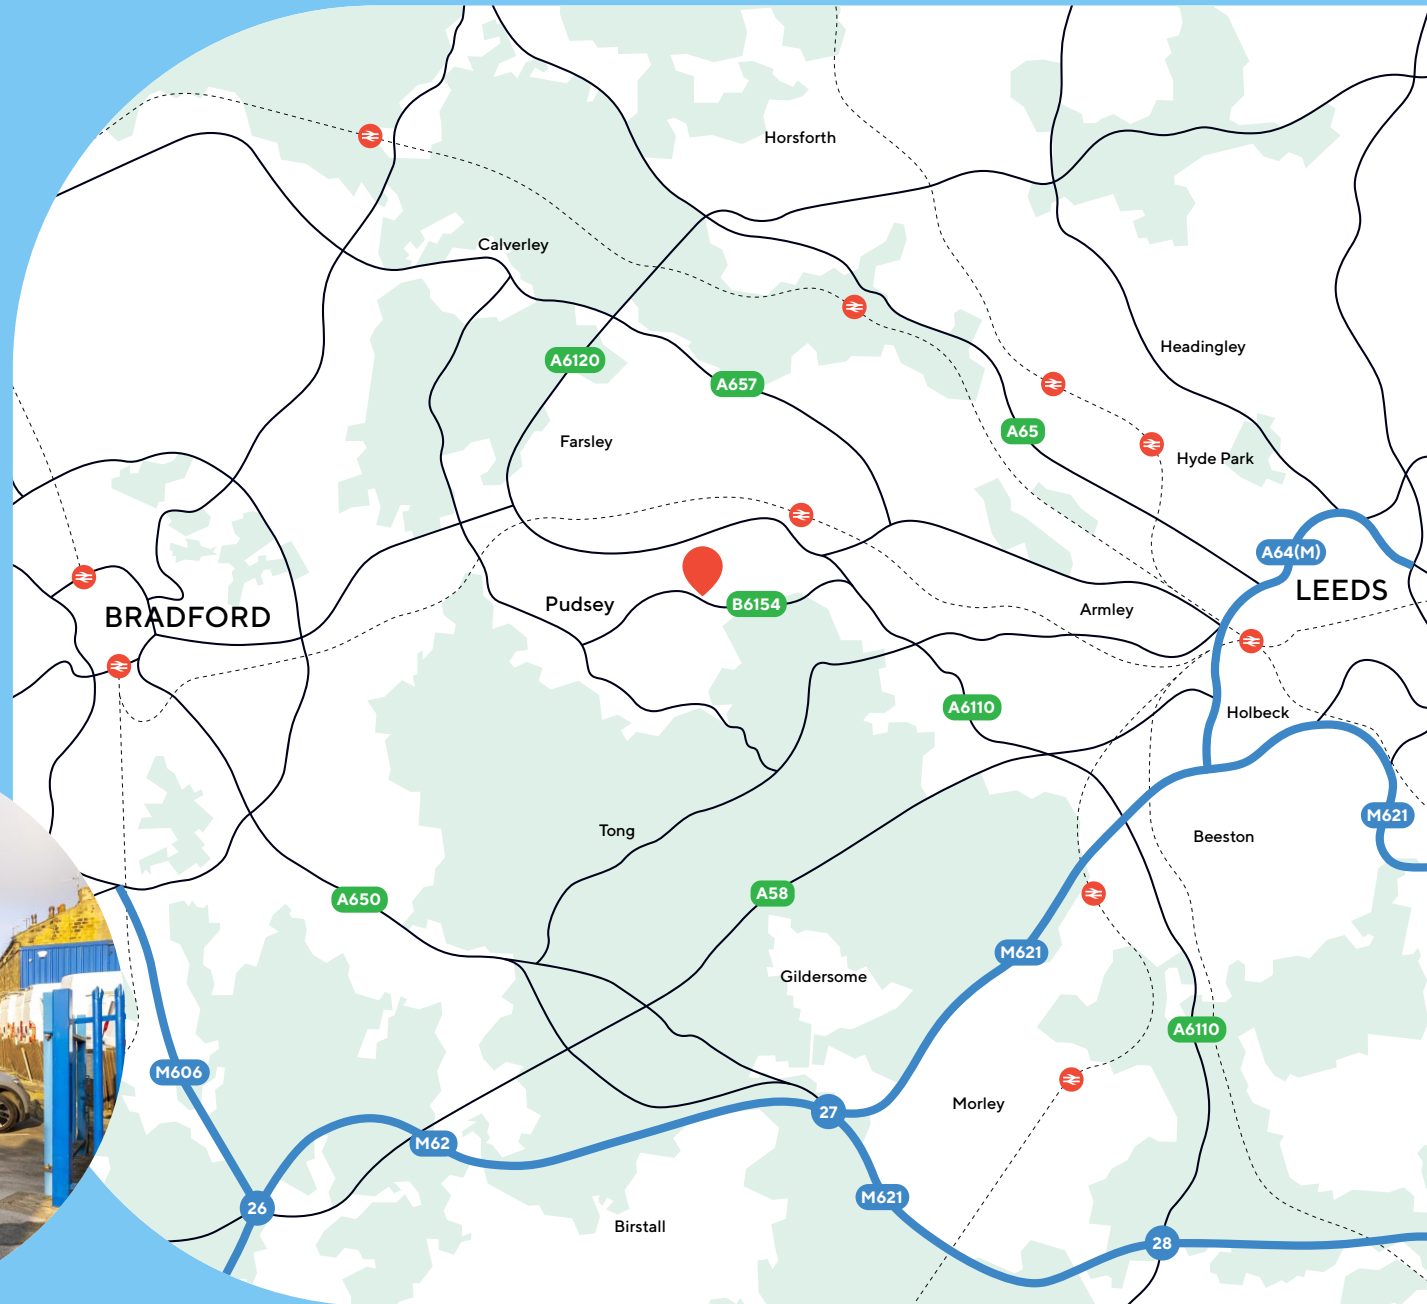 Horsforth
Calverley
Headingley
A6120
A657
A65
Farsley
Hyde Park
A64(M)
LEEDS
BRADFORD
Pudsey
B6154
Armley
A6110
Holbeck
M621
Tong
Beeston
A650
A58
M621
Gildersome
A6110
M606
Morley
27
M62
M621
26
Birstall
28